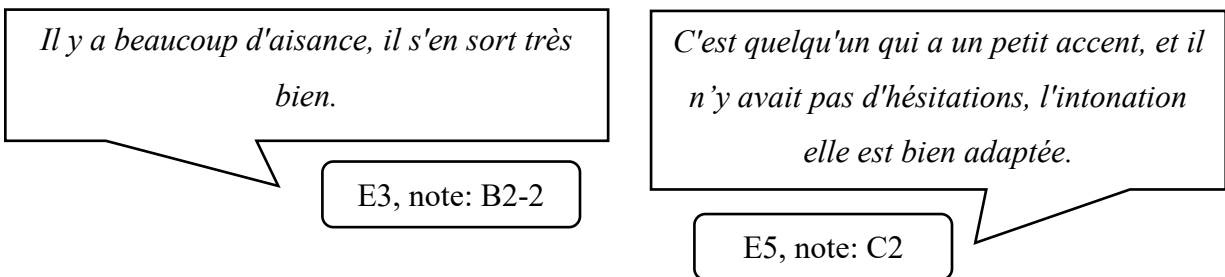 Il y a beaucoup d'aisance, il s'en sort très
bien.
E3, note: B2-2
C'est quelqu'un qui a un petit accent, et il
n’y avait pas d'hésitations, l'intonation
elle est bien adaptée.
E5, note: C2